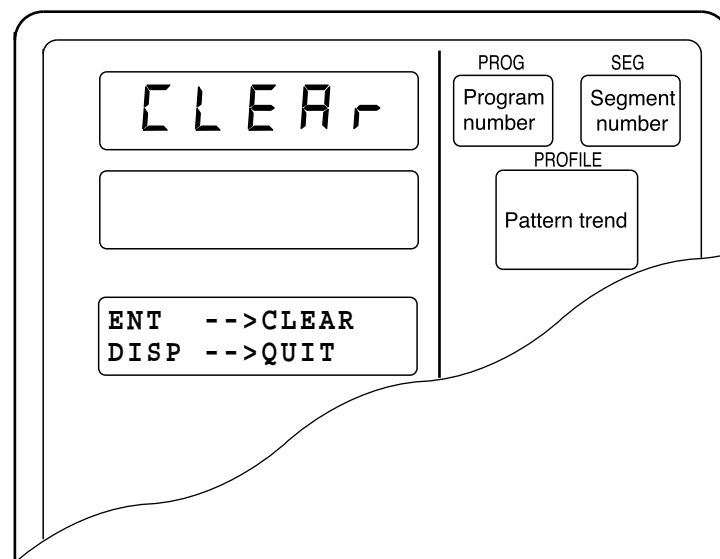 CLEAr
ENT -->CLEAR
DISP -->QUIT
PROG
SEG
Program
number
Segment
number
PROFILE
Pattern trend